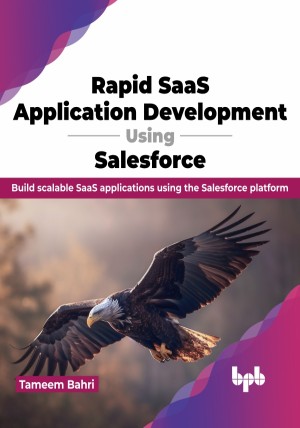 Rapid SaaS
Application Development
Using
Salesforce
Build scalable SaaS applications using the Salesforce platform
Tameem Bahri
bpb